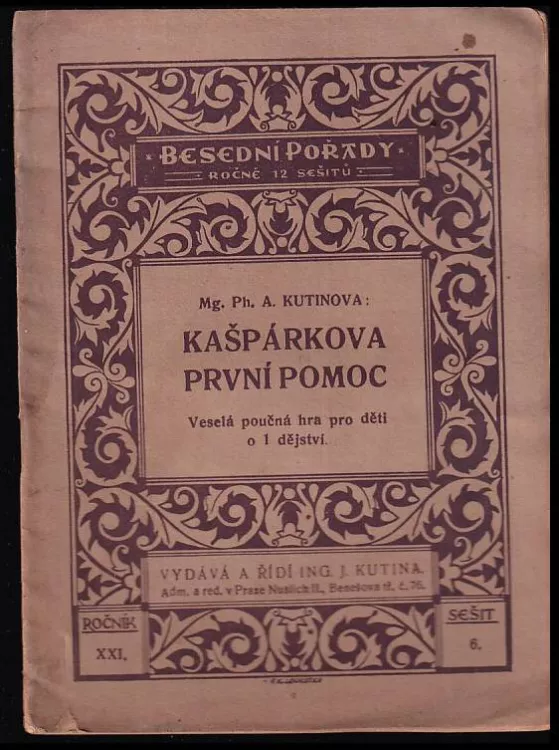 BESEDNÍ POŘADY
ROČNĚ 12 SEŠITŮ
Mg. Ph. A. KUTINOVA:
KAŠPÁRKOVA
PRVNÍ POMOC
Veselá poučná hra pro děti
o 1 dějství.
VYDÁVÁ A ŘÍDÍ ING. J. KUTINA.
Adm. a red. v Praze Nuslích II., Benešova tř. č. 76.
ROČNÍK
XXI.
SEŠIT
6.